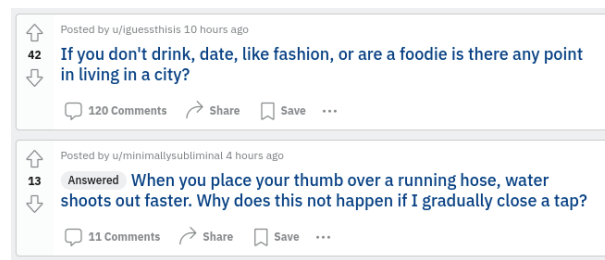 Posted by u/iguessthisis 10 hours ago
42
If you don't drink, date, like fashion, or are a foodie is there any point
in living in a city?
120 Comments Share Save ...
Posted by u/minimallysubliminal 4 hours ago
13
Answered When you place your thumb over a running hose, water
shoots out faster. Why does this not happen if I gradually close a tap?
11 Comments Share Save ...